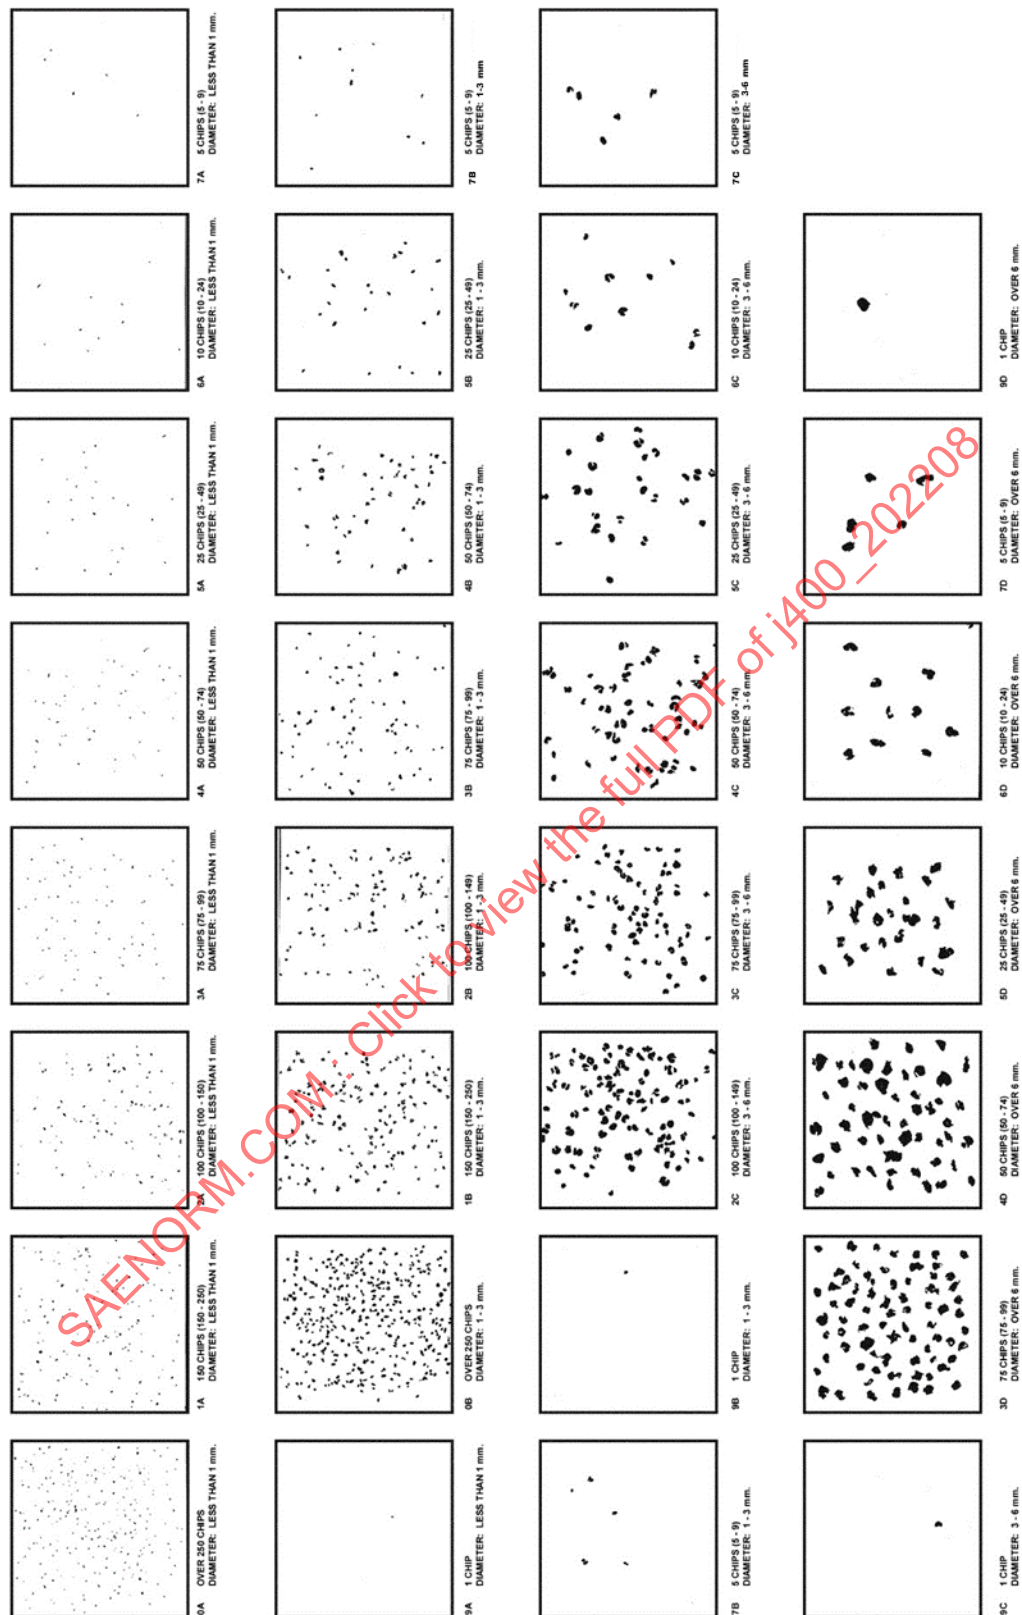 0A OVER 250 CHIPS
DIAMETER: LESS THAN 1 mm.
1A 150 CHIPS (150 - 250)
DIAMETER: LESS THAN 1 mm.
2A 100 CHIPS (100 - 150)
DIAMETER: LESS THAN 1 mm.
3A 75 CHIPS (75 - 99)
DIAMETER: LESS THAN 1 mm.
4A 50 CHIPS (50 - 74)
DIAMETER: LESS THAN 1 mm.
5A 25 CHIPS (25 - 49)
DIAMETER: LESS THAN 1 mm.
6A 10 CHIPS (10 - 24)
DIAMETER: LESS THAN 1 mm.
7A 5 CHIPS (5 - 9)
DIAMETER: LESS THAN 1 mm.
9A 1 CHIP
DIAMETER: LESS THAN 1 mm.
0B OVER 250 CHIPS
DIAMETER: 1 - 3 mm.
1B 150 CHIPS (150 - 250)
DIAMETER: 1 - 3 mm.
2B 100 CHIPS (100 - 149)
DIAMETER: 1 - 3 mm.
3B 75 CHIPS (75 - 99)
DIAMETER: 1 - 3 mm.
4B 50 CHIPS (50 - 74)
DIAMETER: 1 - 3 mm.
5B 25 CHIPS (25 - 49)
DIAMETER: 1 - 3 mm.
7B 5 CHIPS (5 - 9)
DIAMETER: 1-3 mm
7B 5 CHIPS (5 - 9)
DIAMETER: 1 - 3 mm.
9B 1 CHIP
DIAMETER: 1 - 3 mm.
2C 100 CHIPS (100 - 149)
DIAMETER: 3 - 6 mm.
3C 75 CHIPS (75 - 99)
DIAMETER: 3 - 6 mm.
4C 50 CHIPS (50 - 74)
DIAMETER: 3 - 6 mm.
5C 25 CHIPS (25 - 49)
DIAMETER: 3 - 6 mm.
6C 10 CHIPS (10 - 24)
DIAMETER: 3 - 6 mm.
7C 5 CHIPS (5 - 9)
DIAMETER: 3-6 mm
9C 1 CHIP
DIAMETER: 3 - 6 mm.
3D 75 CHIPS (75 - 99)
DIAMETER: OVER 6 mm.
4D 50 CHIPS (50 - 74)
DIAMETER: OVER 6 mm.
5D 25 CHIPS (25 - 49)
DIAMETER: OVER 6 mm.
6D 10 CHIPS (10 - 24)
DIAMETER: OVER 6 mm.
7D 5 CHIPS (5 - 9)
DIAMETER: OVER 6 mm.
9D 1 CHIP
DIAMETER: OVER 6 mm.
SAENORM.COM : Click to view the full PDF of j400_202208